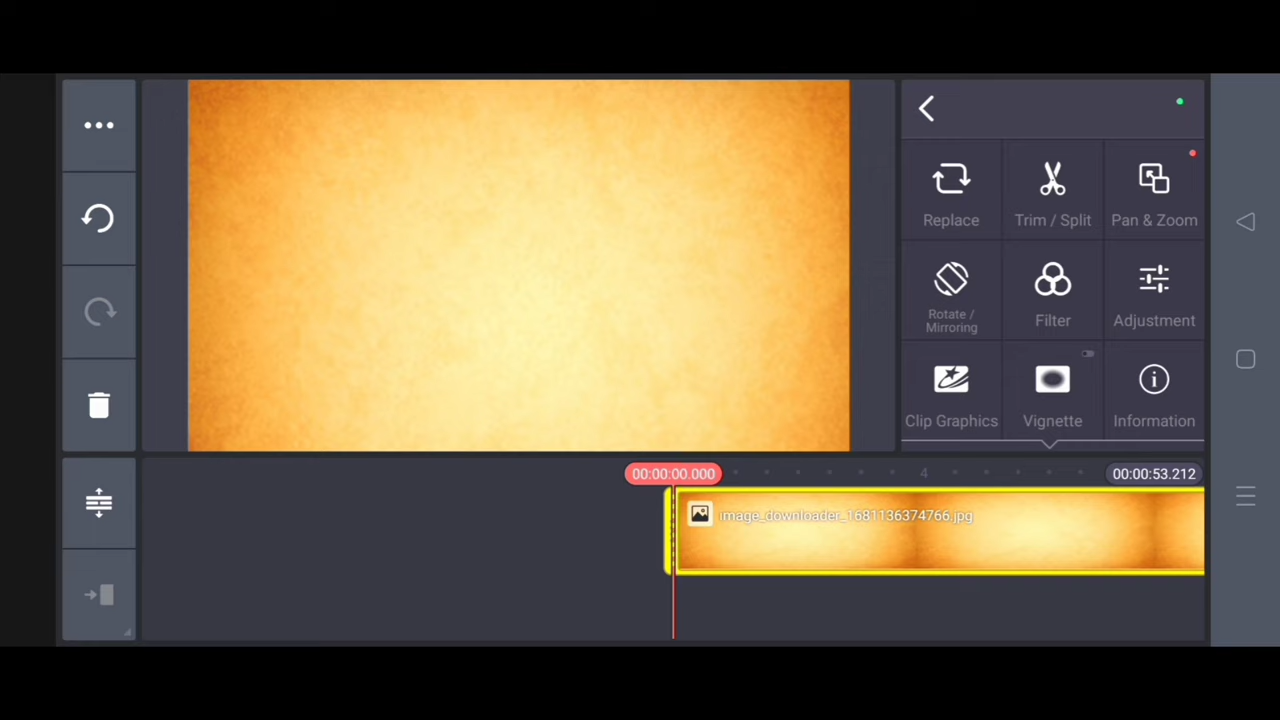 Replace
Trim / Split
Pan & Zoom
Rotate /
Mirroring
Filter
Adjustment
Clip Graphics
Vignette
Information
00:00:00.000
4
00:00:53.212
image_downloader_1681136374766.jpg